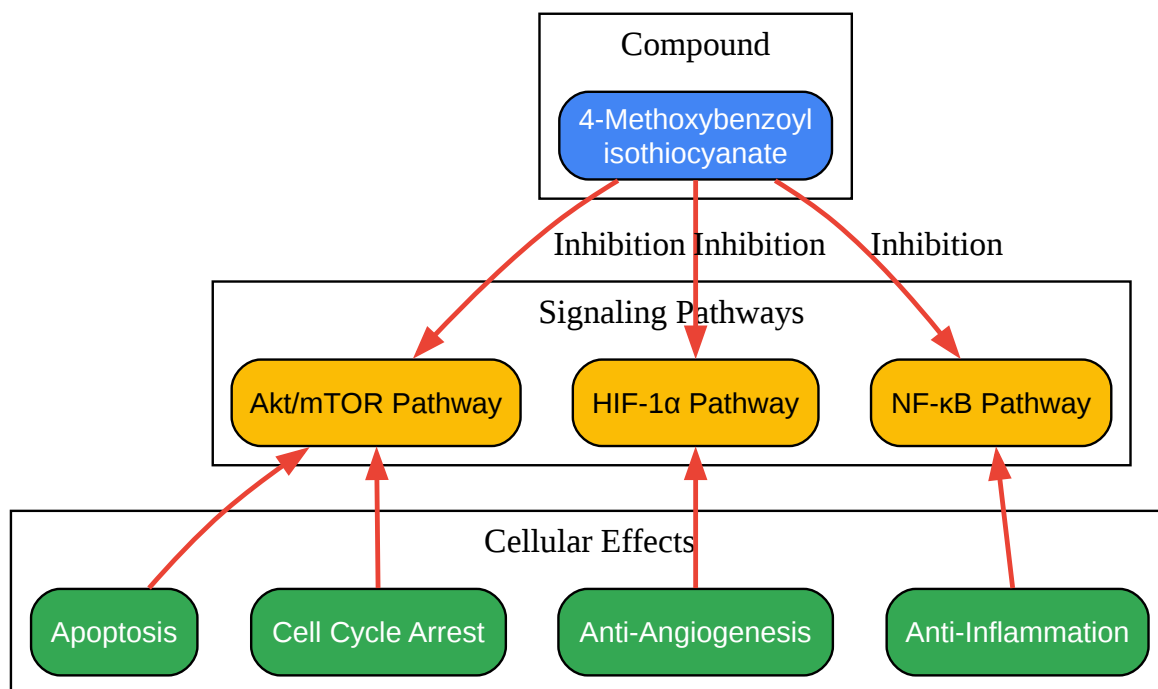 Compound
4-Methoxybenzoyl
isothiocyanate
Inhibition Inhibition Inhibition
Signaling Pathways
Akt/mTOR Pathway HIF-1α Pathway NF-κB Pathway
Cellular Effects
Apoptosis Cell Cycle Arrest Anti-Angiogenesis Anti-Inflammation